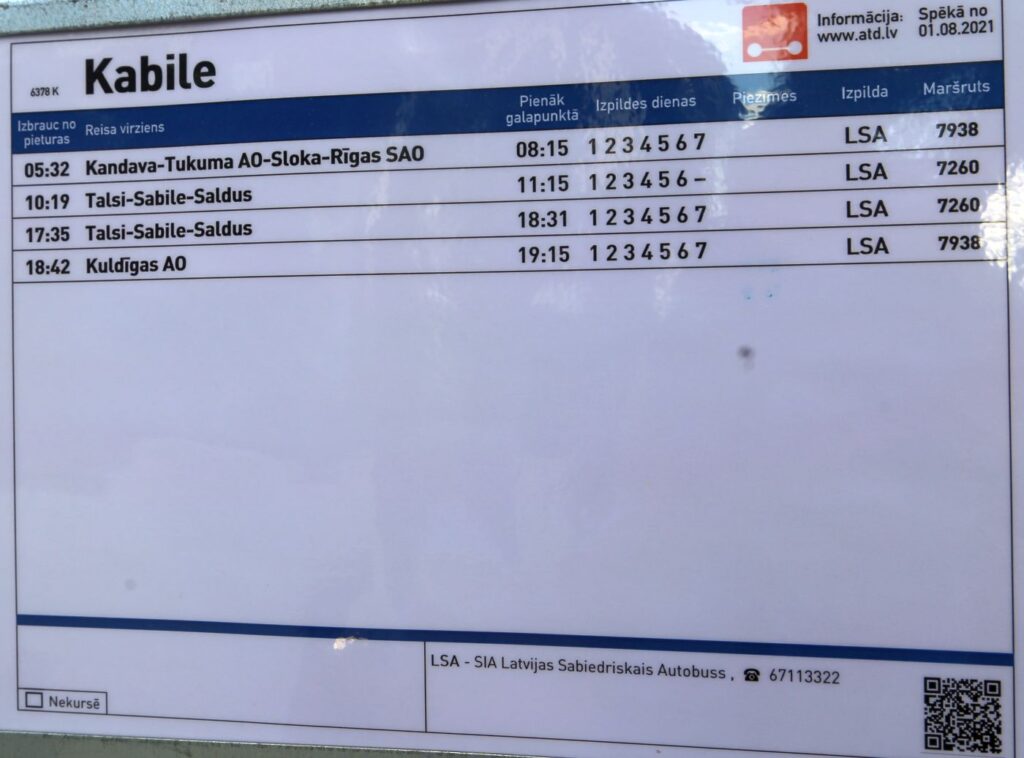 6378 K Kabile Informācija: www.atd.lv Spēkā no 01.08.2021
Izbrauc no pieturas Reisa virziens Pienāk galapunktā Izpildes dienas Piezīmes Izpilda Maršruts
05:32 Kandava-Tukuma AO-Sloka-Rīgas SAO 08:15 1 2 3 4 5 6 7 LSA 7938
10:19 Talsi-Sabile-Saldus 11:15 1 2 3 4 5 6 – LSA 7260
17:35 Talsi-Sabile-Saldus 18:31 1 2 3 4 5 6 7 LSA 7260
18:42 Kuldīgas AO 19:15 1 2 3 4 5 6 7 LSA 7938
LSA - SIA Latvijas Sabiedriskais Autobuss , ☎ 67113322
Nekursē